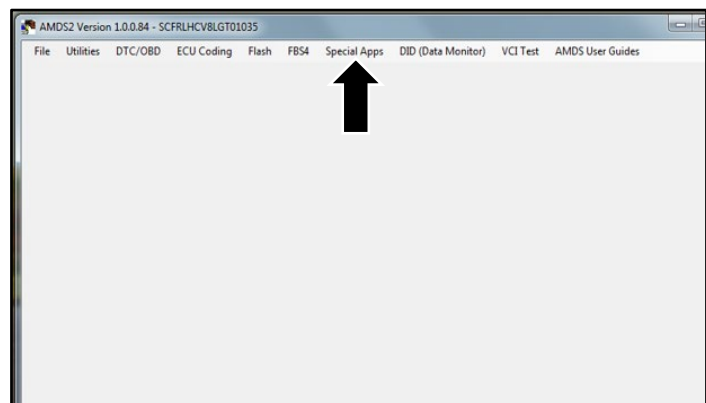 AMDS2 Version 1.0.0.84 - SCFRLHCV8LGT01035
File Utilities DTC/OBD ECU Coding Flash FBS4 Special Apps DID (Data Monitor) VCI Test AMDS User Guides